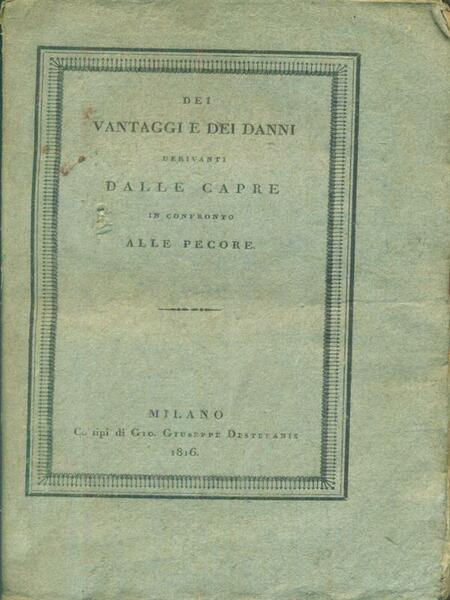 DEI
VANTAGGI E DEI DANNI
DERIVANTI
DALLE CAPRE
IN CONFRONTO
ALLE PECORE.
MILANO
Co tipi di GIO. GIUSEPPE DESTEFANIS
1816.